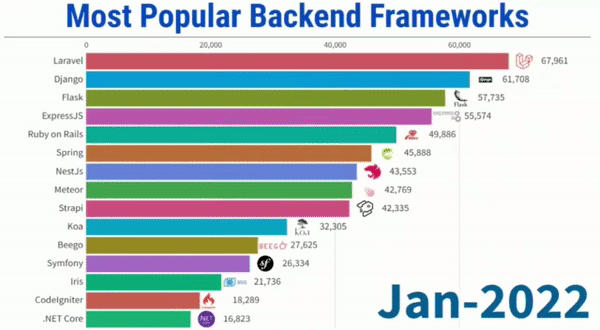 Most Popular Backend Frameworks
0 20,000 40,000 60,000
Laravel 67,961
Django django 61,708
Flask Flask 57,735
ExpressJS 55,574
Ruby on Rails 49,886
Spring 45,888
NestJs 43,553
Meteor 42,769
Strapi 42,335
Koa KOA 32,305
Beego BEEGO 27,625
Symfony sf 26,334
Iris 21,736
CodeIgniter 18,289
.NET Core .NET 16,823
Jan-2022